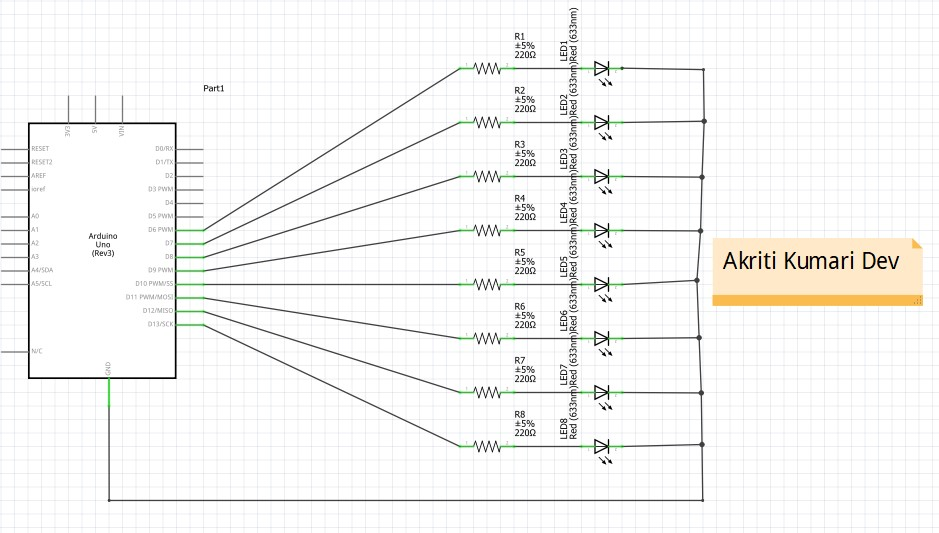 Part1
3V3
5V
VIN
RESET
RESET2
AREF
ioref
A0
A1
A2
A3
A4/SDA
A5/SCL
N/C
Arduino
Uno
(Rev3)
D0/RX
D1/TX
D2
D3 PWM
D4
D5 PWM
D6 PWM
D7
D8
D9 PWM
D10 PWM/SS
D11 PWM/MOSI
D12/MISO
D13/SCK
GND
R1
±5%
220Ω
LED1
Red (633nm)
R2
±5%
220Ω
LED2
Red (633nm)
R3
±5%
220Ω
LED3
Red (633nm)
R4
±5%
220Ω
LED4
Red (633nm)
R5
±5%
220Ω
LED5
Red (633nm)
R6
±5%
220Ω
LED6
Red (633nm)
R7
±5%
220Ω
LED7
Red (633nm)
R8
±5%
220Ω
LED8
Red (633nm)
Akriti Kumari Dev